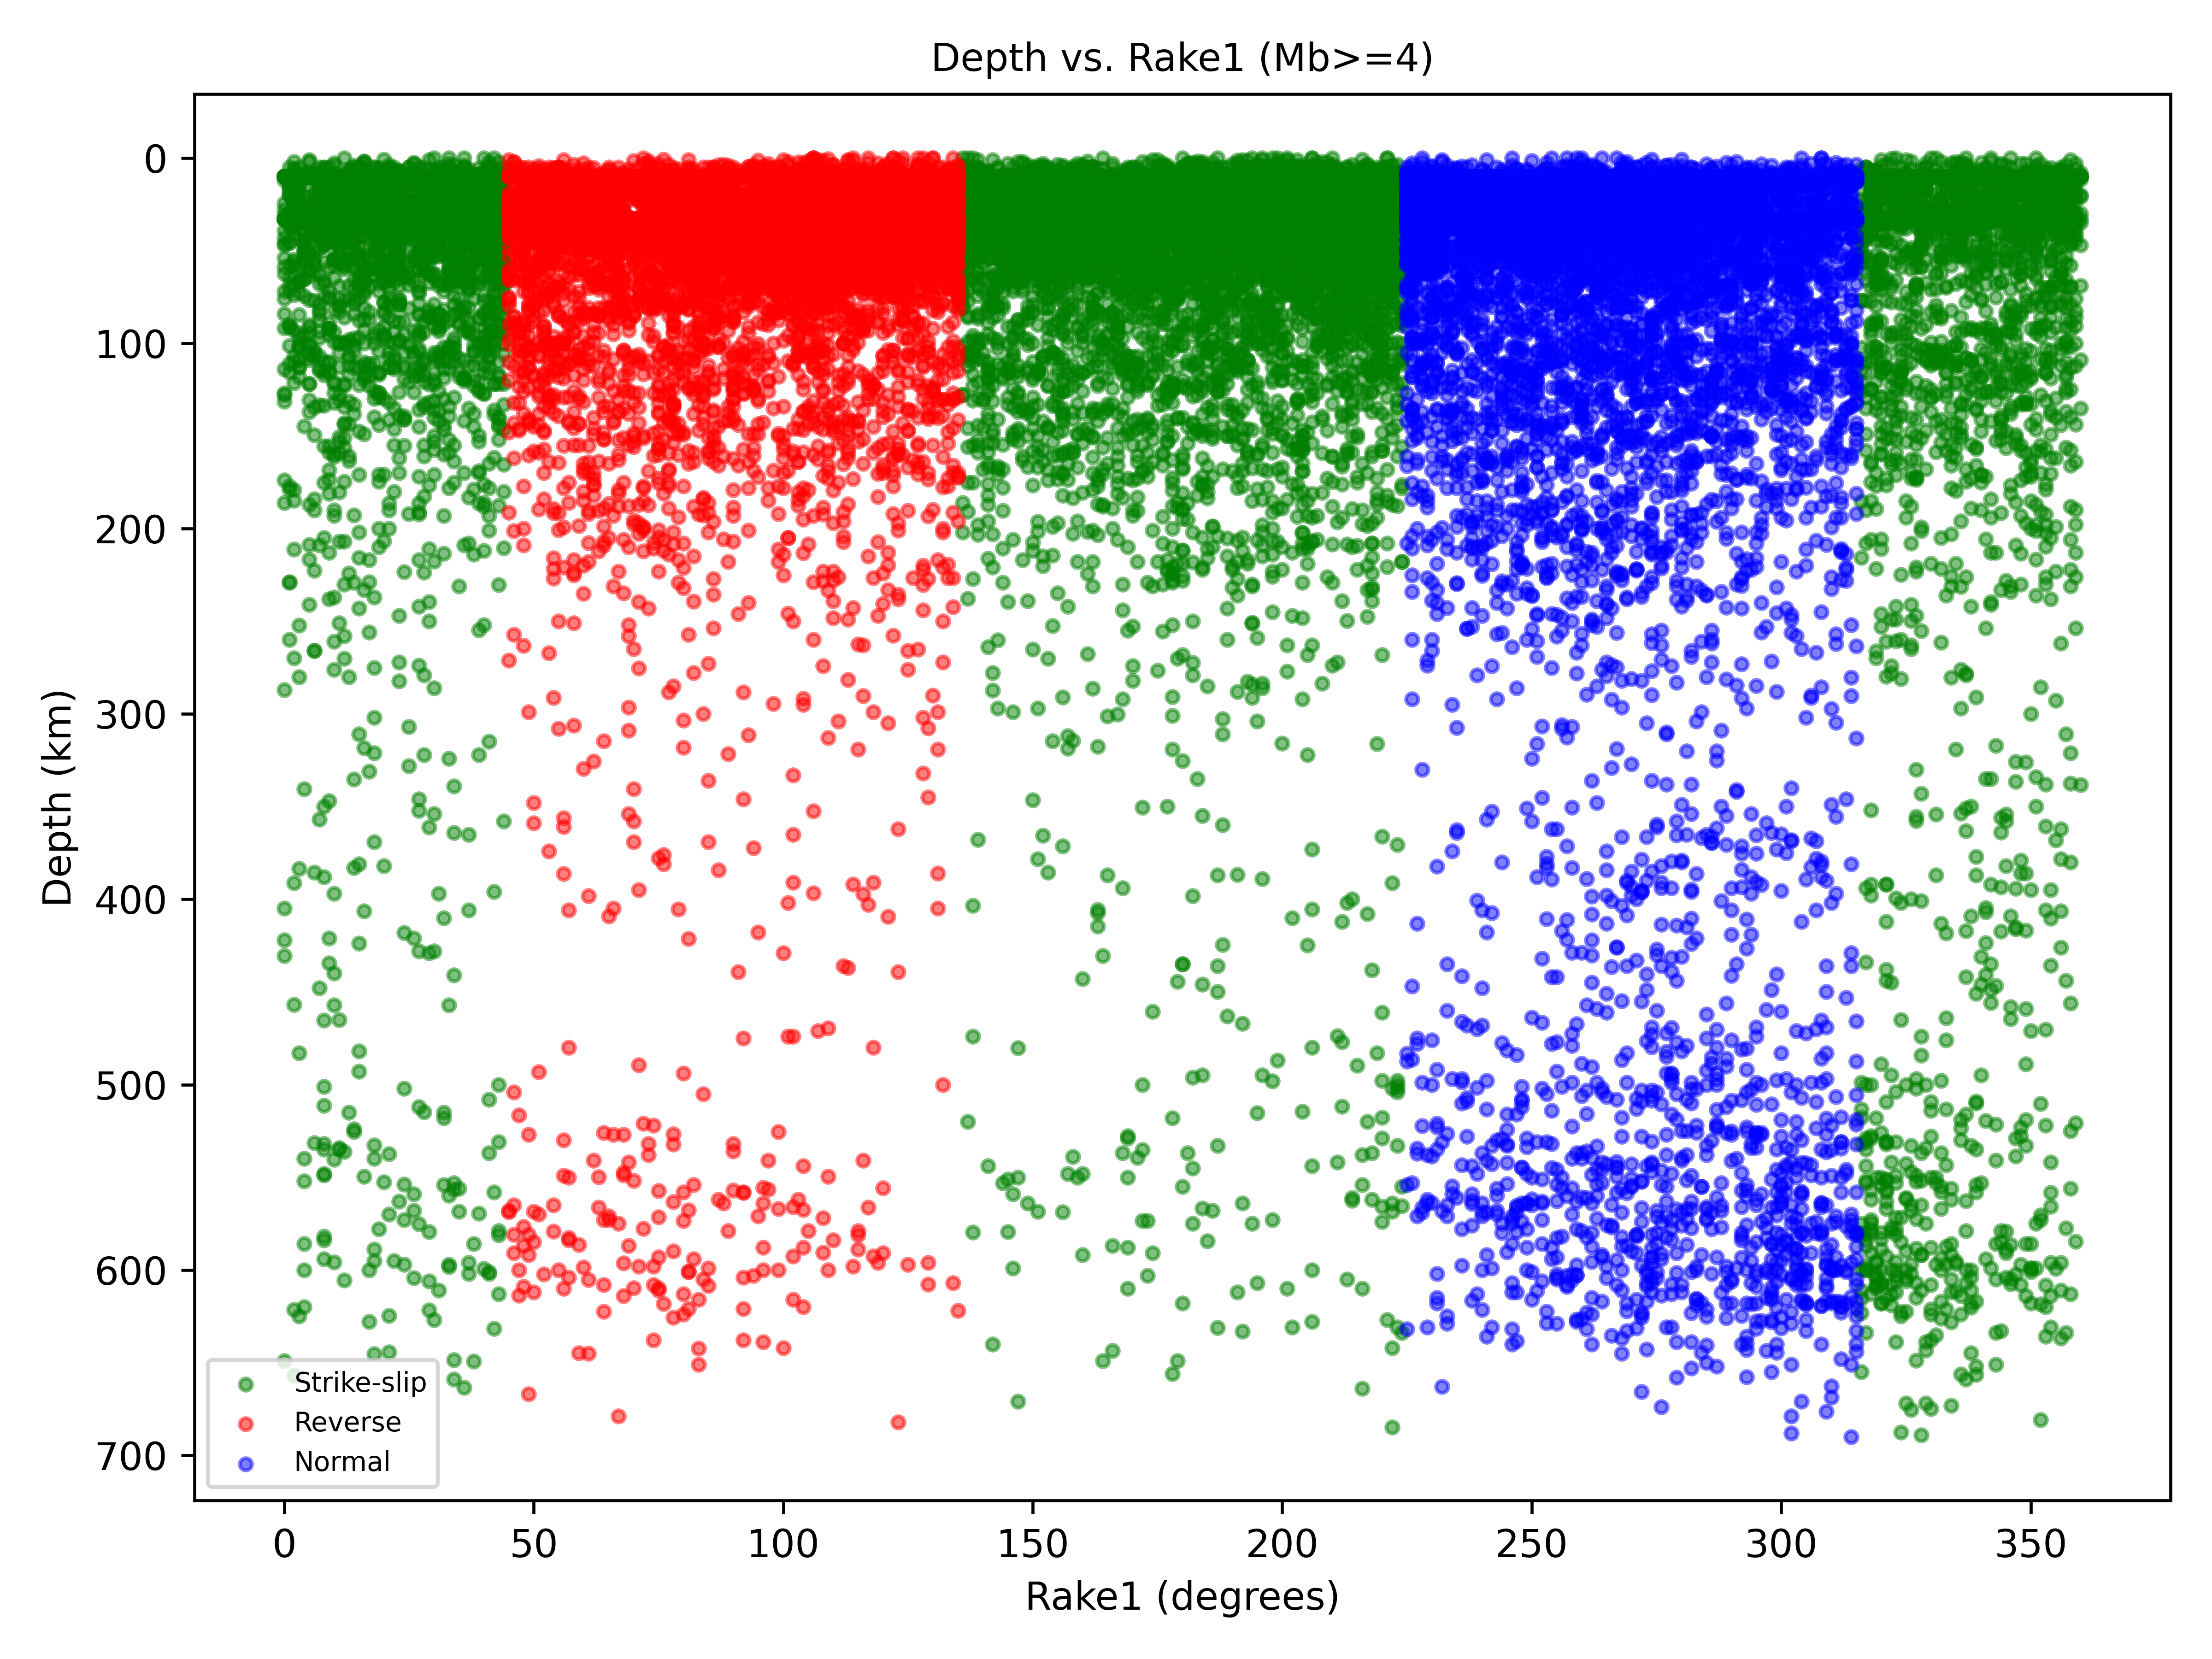 Depth vs. Rake1 (Mb>=4)
0
100
200
300
400
500
600
700
Depth (km)
Strike-slip
Reverse
Normal
0 50 100 150 200 250 300 350
Rake1 (degrees)